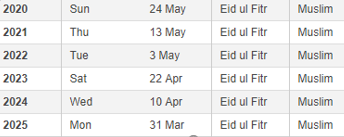 2020 Sun 24 May Eid ul Fitr Muslim
2021 Thu 13 May Eid ul Fitr Muslim
2022 Tue 3 May Eid ul Fitr Muslim
2023 Sat 22 Apr Eid ul Fitr Muslim
2024 Wed 10 Apr Eid ul Fitr Muslim
2025 Mon 31 Mar Eid ul Fitr Muslim